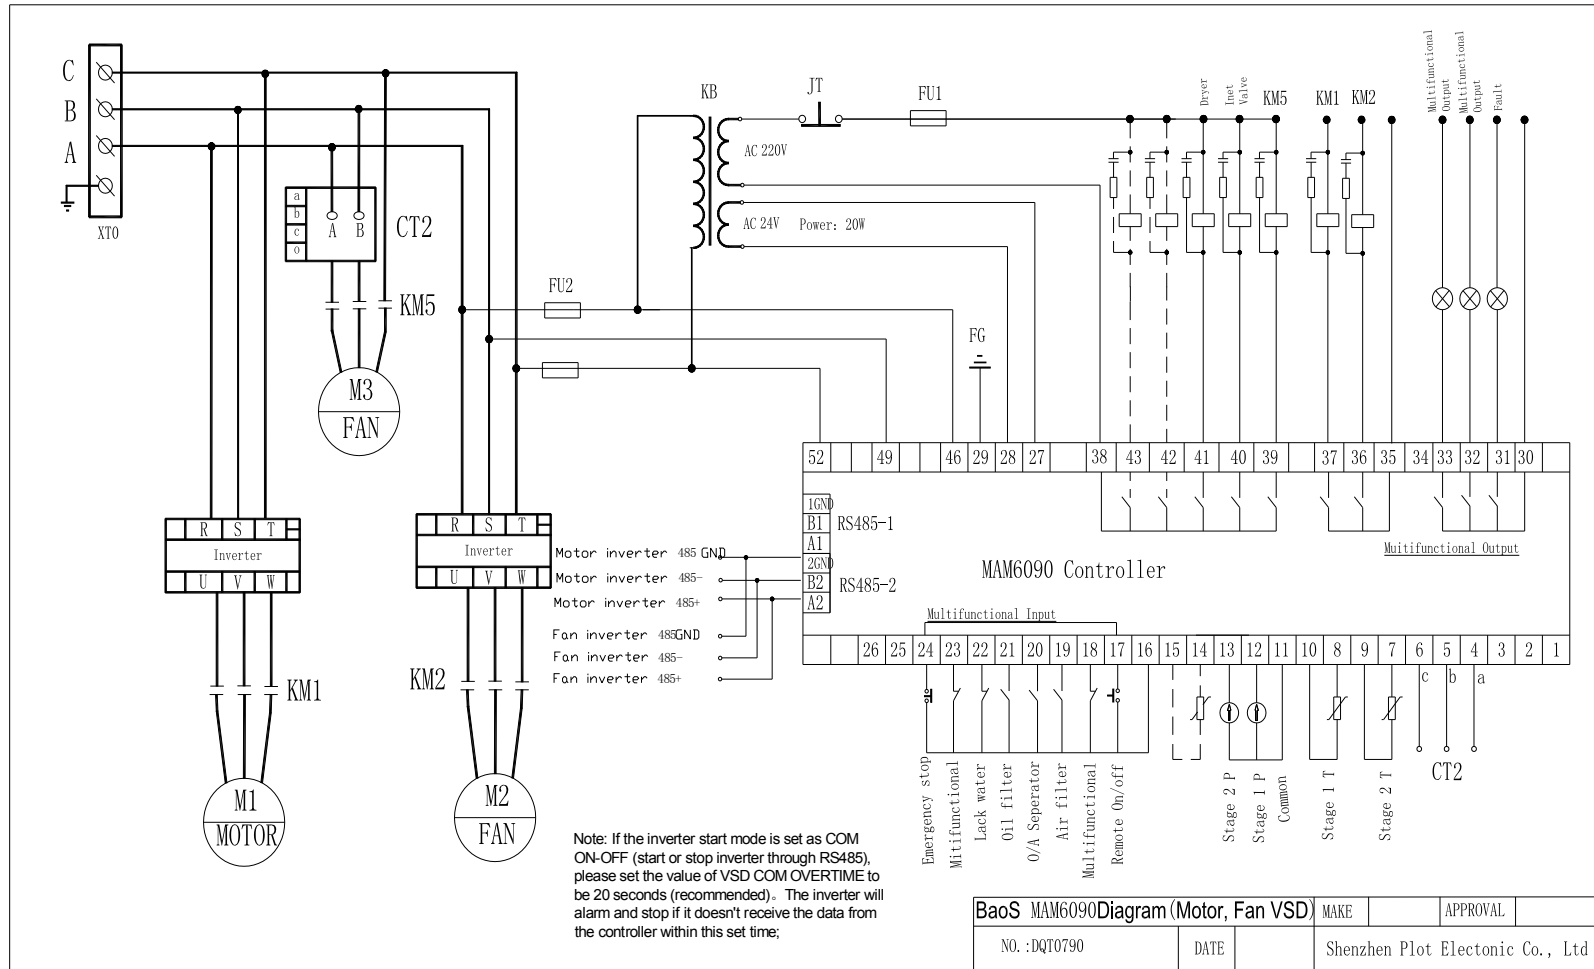 C
B
A
XT0
a
b
c
o
A B
CT2
KM5
M3
FAN
R S T
Inverter
U V W
KM1
M1
MOTOR
R S T
Inverter
U V W
KM2
M2
FAN
FU2
KB
JT
FU1
AC 220V
AC 24V Power: 20W
FG
Dryer
Inet
Valve
KM5
KM1
KM2
Multifunctional
Output
Multifunctional
Output
Fault
52 49 46 29 28 27 38 43 42 41 40 39 37 36 35 34 33 32 31 30
1GND
B1
A1
RS485-1
2GND
B2
A2
RS485-2
Motor inverter 485 GND
Motor inverter 485-
Motor inverter 485+
Fan inverter 485GND
Fan inverter 485-
Fan inverter 485+
MAM6090 Controller
Muitifunctional Output
Multifunctional Input
26 25 24 23 22 21 20 19 18 17 16 15 14 13 12 11 10 8 9 7 6 5 4 3 2 1
c b a
CT2
Emergency stop
Mitifunctional
Lack water
Oil filter
O/A Seperator
Air filter
Multifunctional
Remote On/off
Stage 2 P
Stage 1 P
Common
Stage 1 T
Stage 2 T
Note: If the inverter start mode is set as COM
ON-OFF (start or stop inverter through RS485),
please set the value of VSD COM OVERTIME to
be 20 seconds (recommended)。The inverter will
alarm and stop if it doesn't receive the data from
the controller within this set time;
BaoS MAM6090Diagram(Motor, Fan VSD) MAKE APPROVAL
NO.:DQT0790 DATE Shenzhen Plot Electonic Co., Ltd